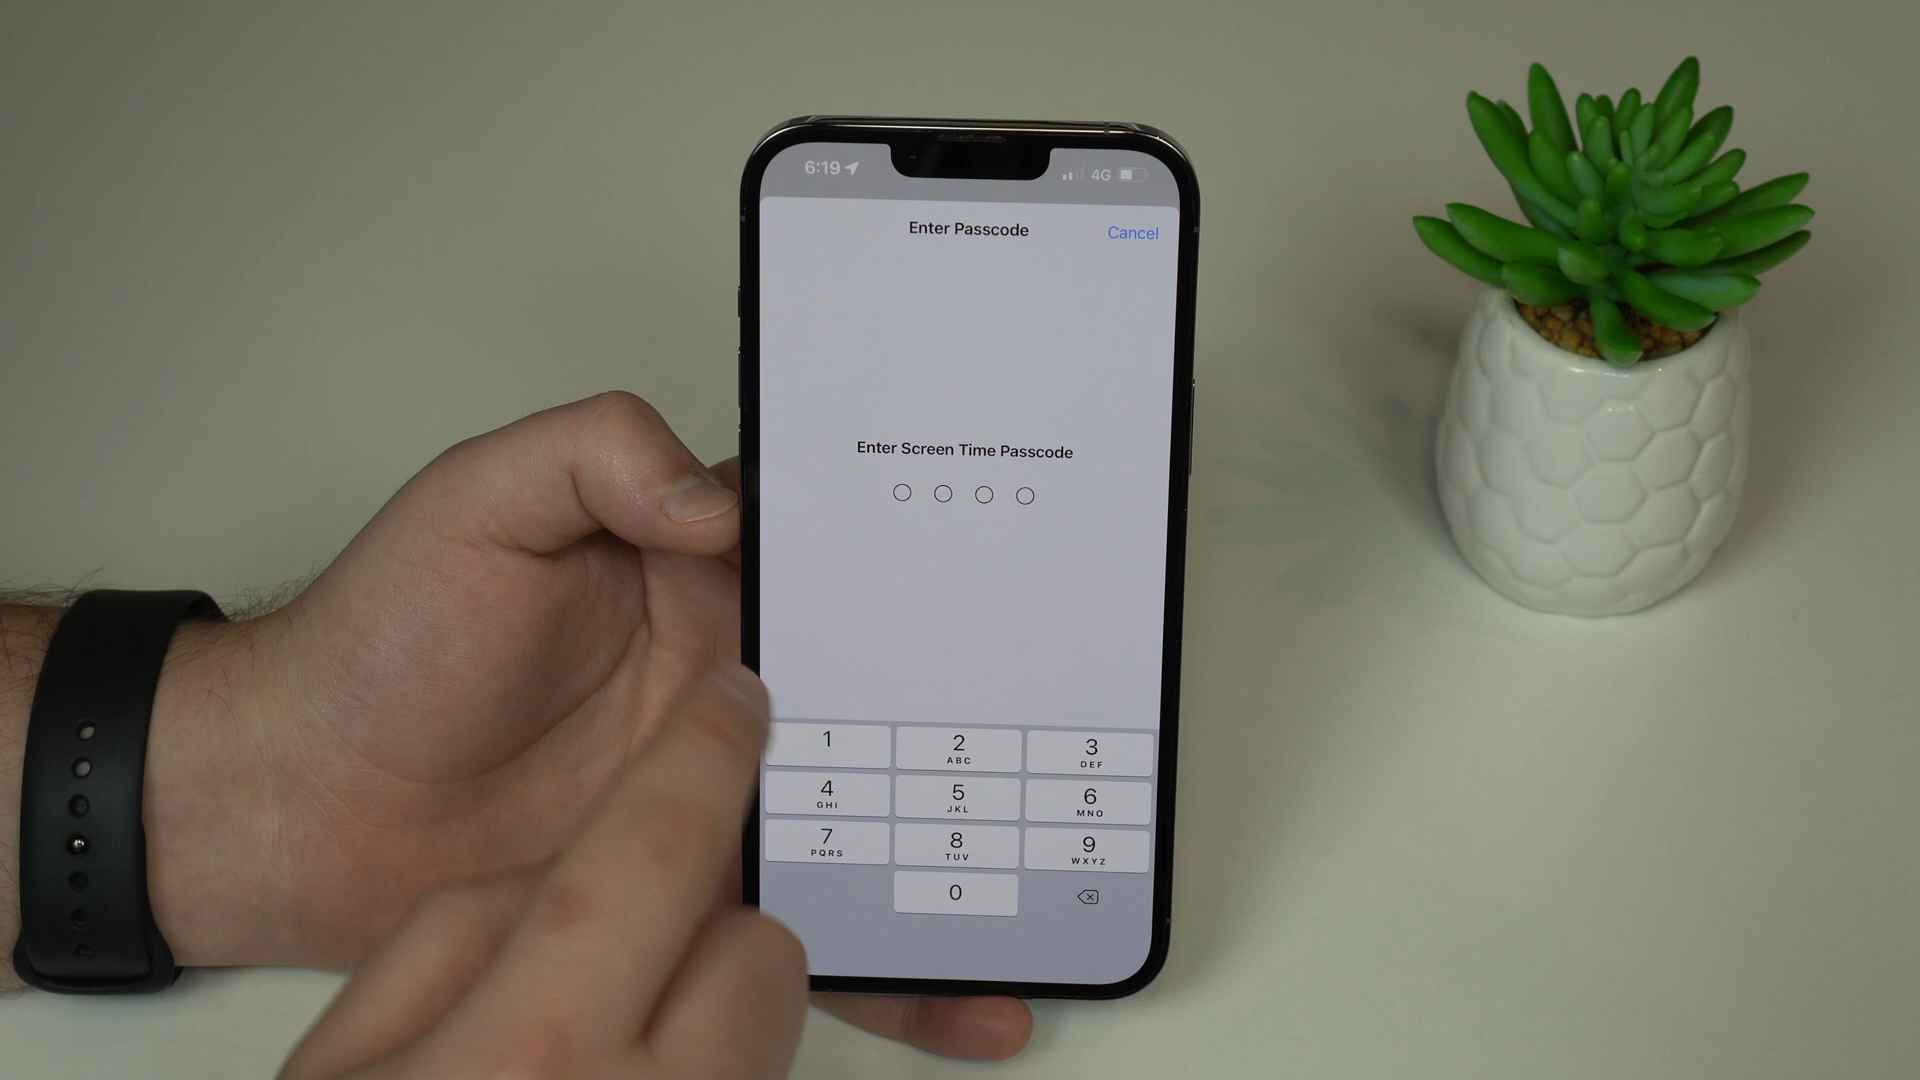 6:19
4G
Enter Passcode
Cancel
Enter Screen Time Passcode
1
2
ABC
3
DEF
4
GHI
5
JKL
6
MNO
7
PQRS
8
TUV
9
WXYZ
0